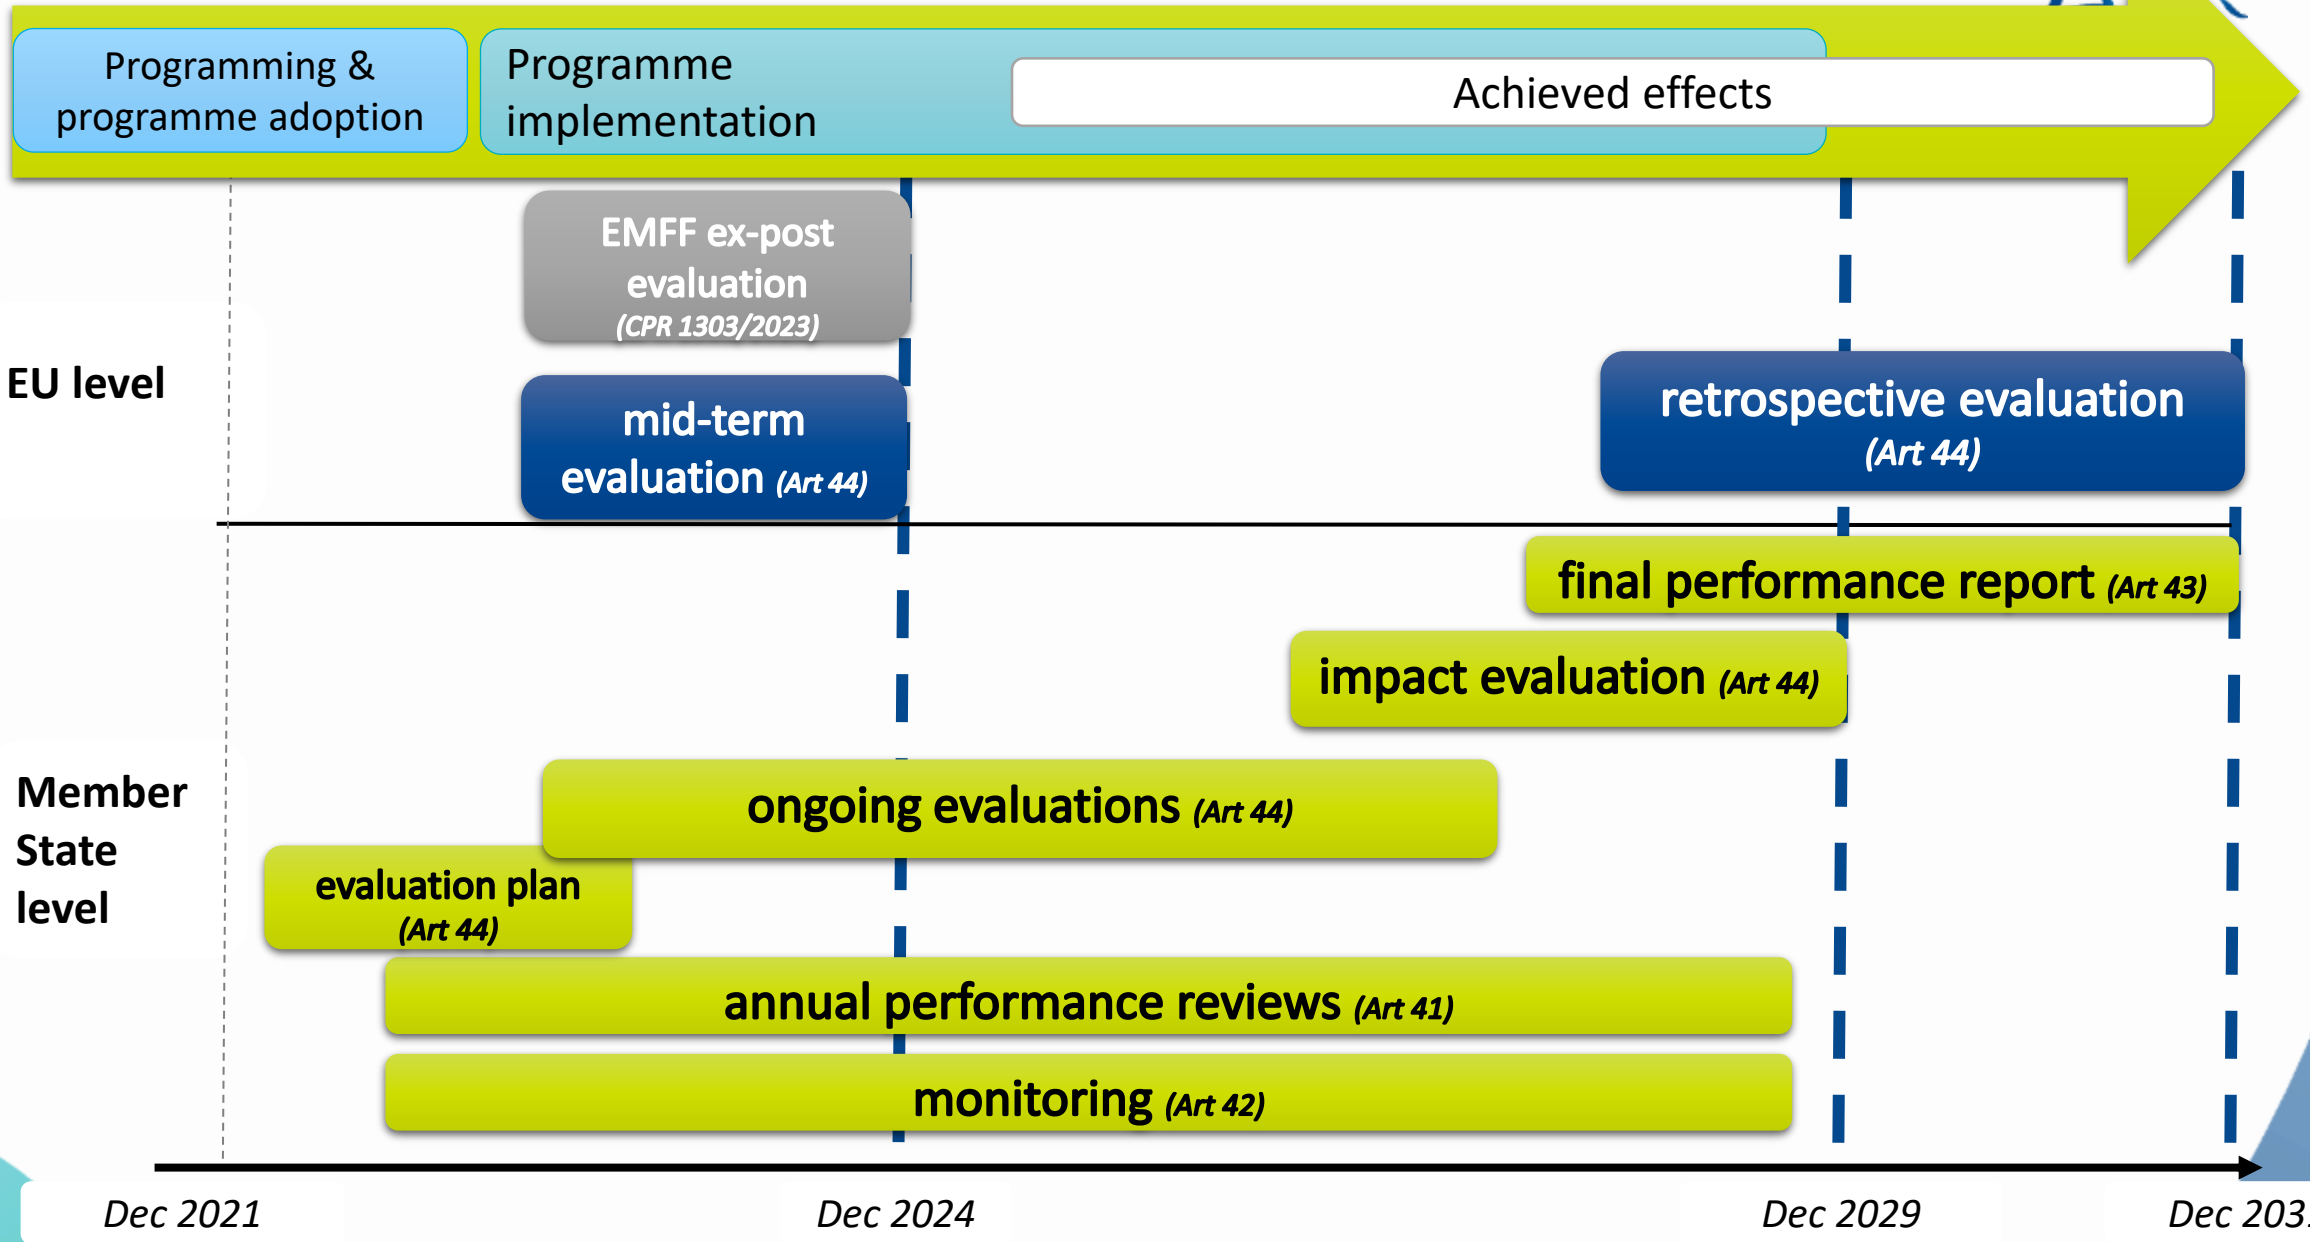 Programming &
programme adoption
Programme
implementation
Achieved effects
EMFF ex-post
evaluation
(CPR 1303/2023)
EU level
mid-term
evaluation (Art 44)
retrospective evaluation
(Art 44)
final performance report (Art 43)
impact evaluation (Art 44)
Member
State
level
ongoing evaluations (Art 44)
evaluation plan
(Art 44)
annual performance reviews (Art 41)
monitoring (Art 42)
Dec 2021
Dec 2024
Dec 2029
Dec